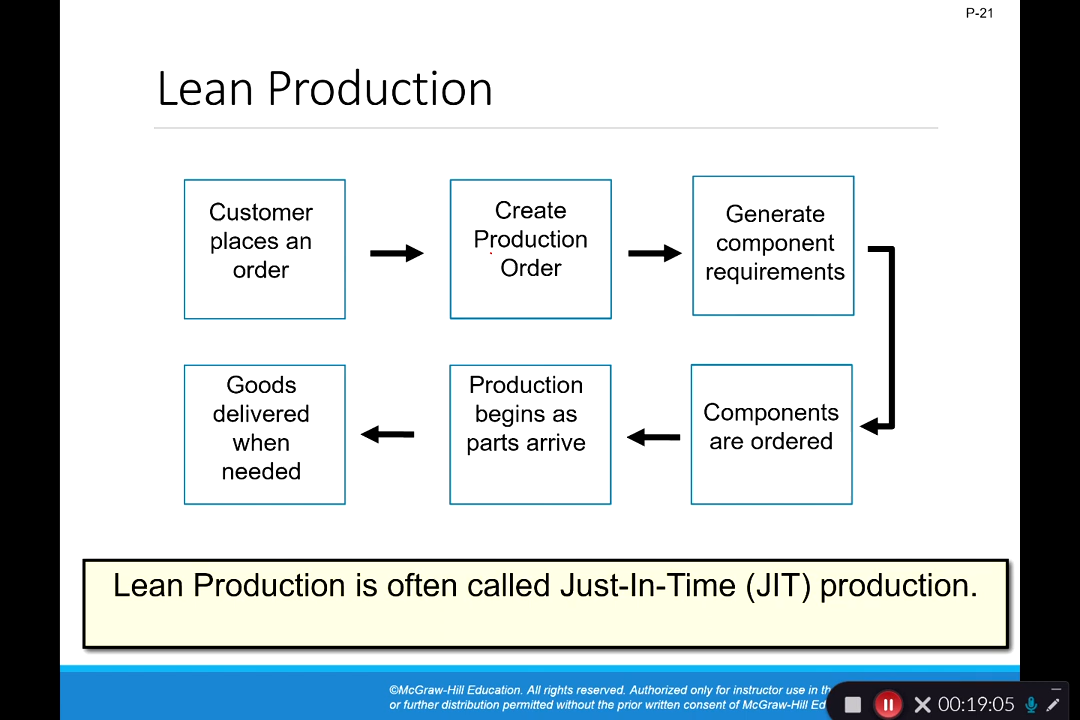 P-21
Lean Production
Customer
places an
order
Create
Production
Order
Generate
component
requirements
Goods
delivered
when
needed
Production
begins as
parts arrive
Components
are ordered
Lean Production is often called Just-In-Time (JIT) production.
©McGraw-Hill Education. All rights reserved. Authorized only for instructor use in
or further distribution permitted without the prior written consent of McGraw-Hill
00:19:05